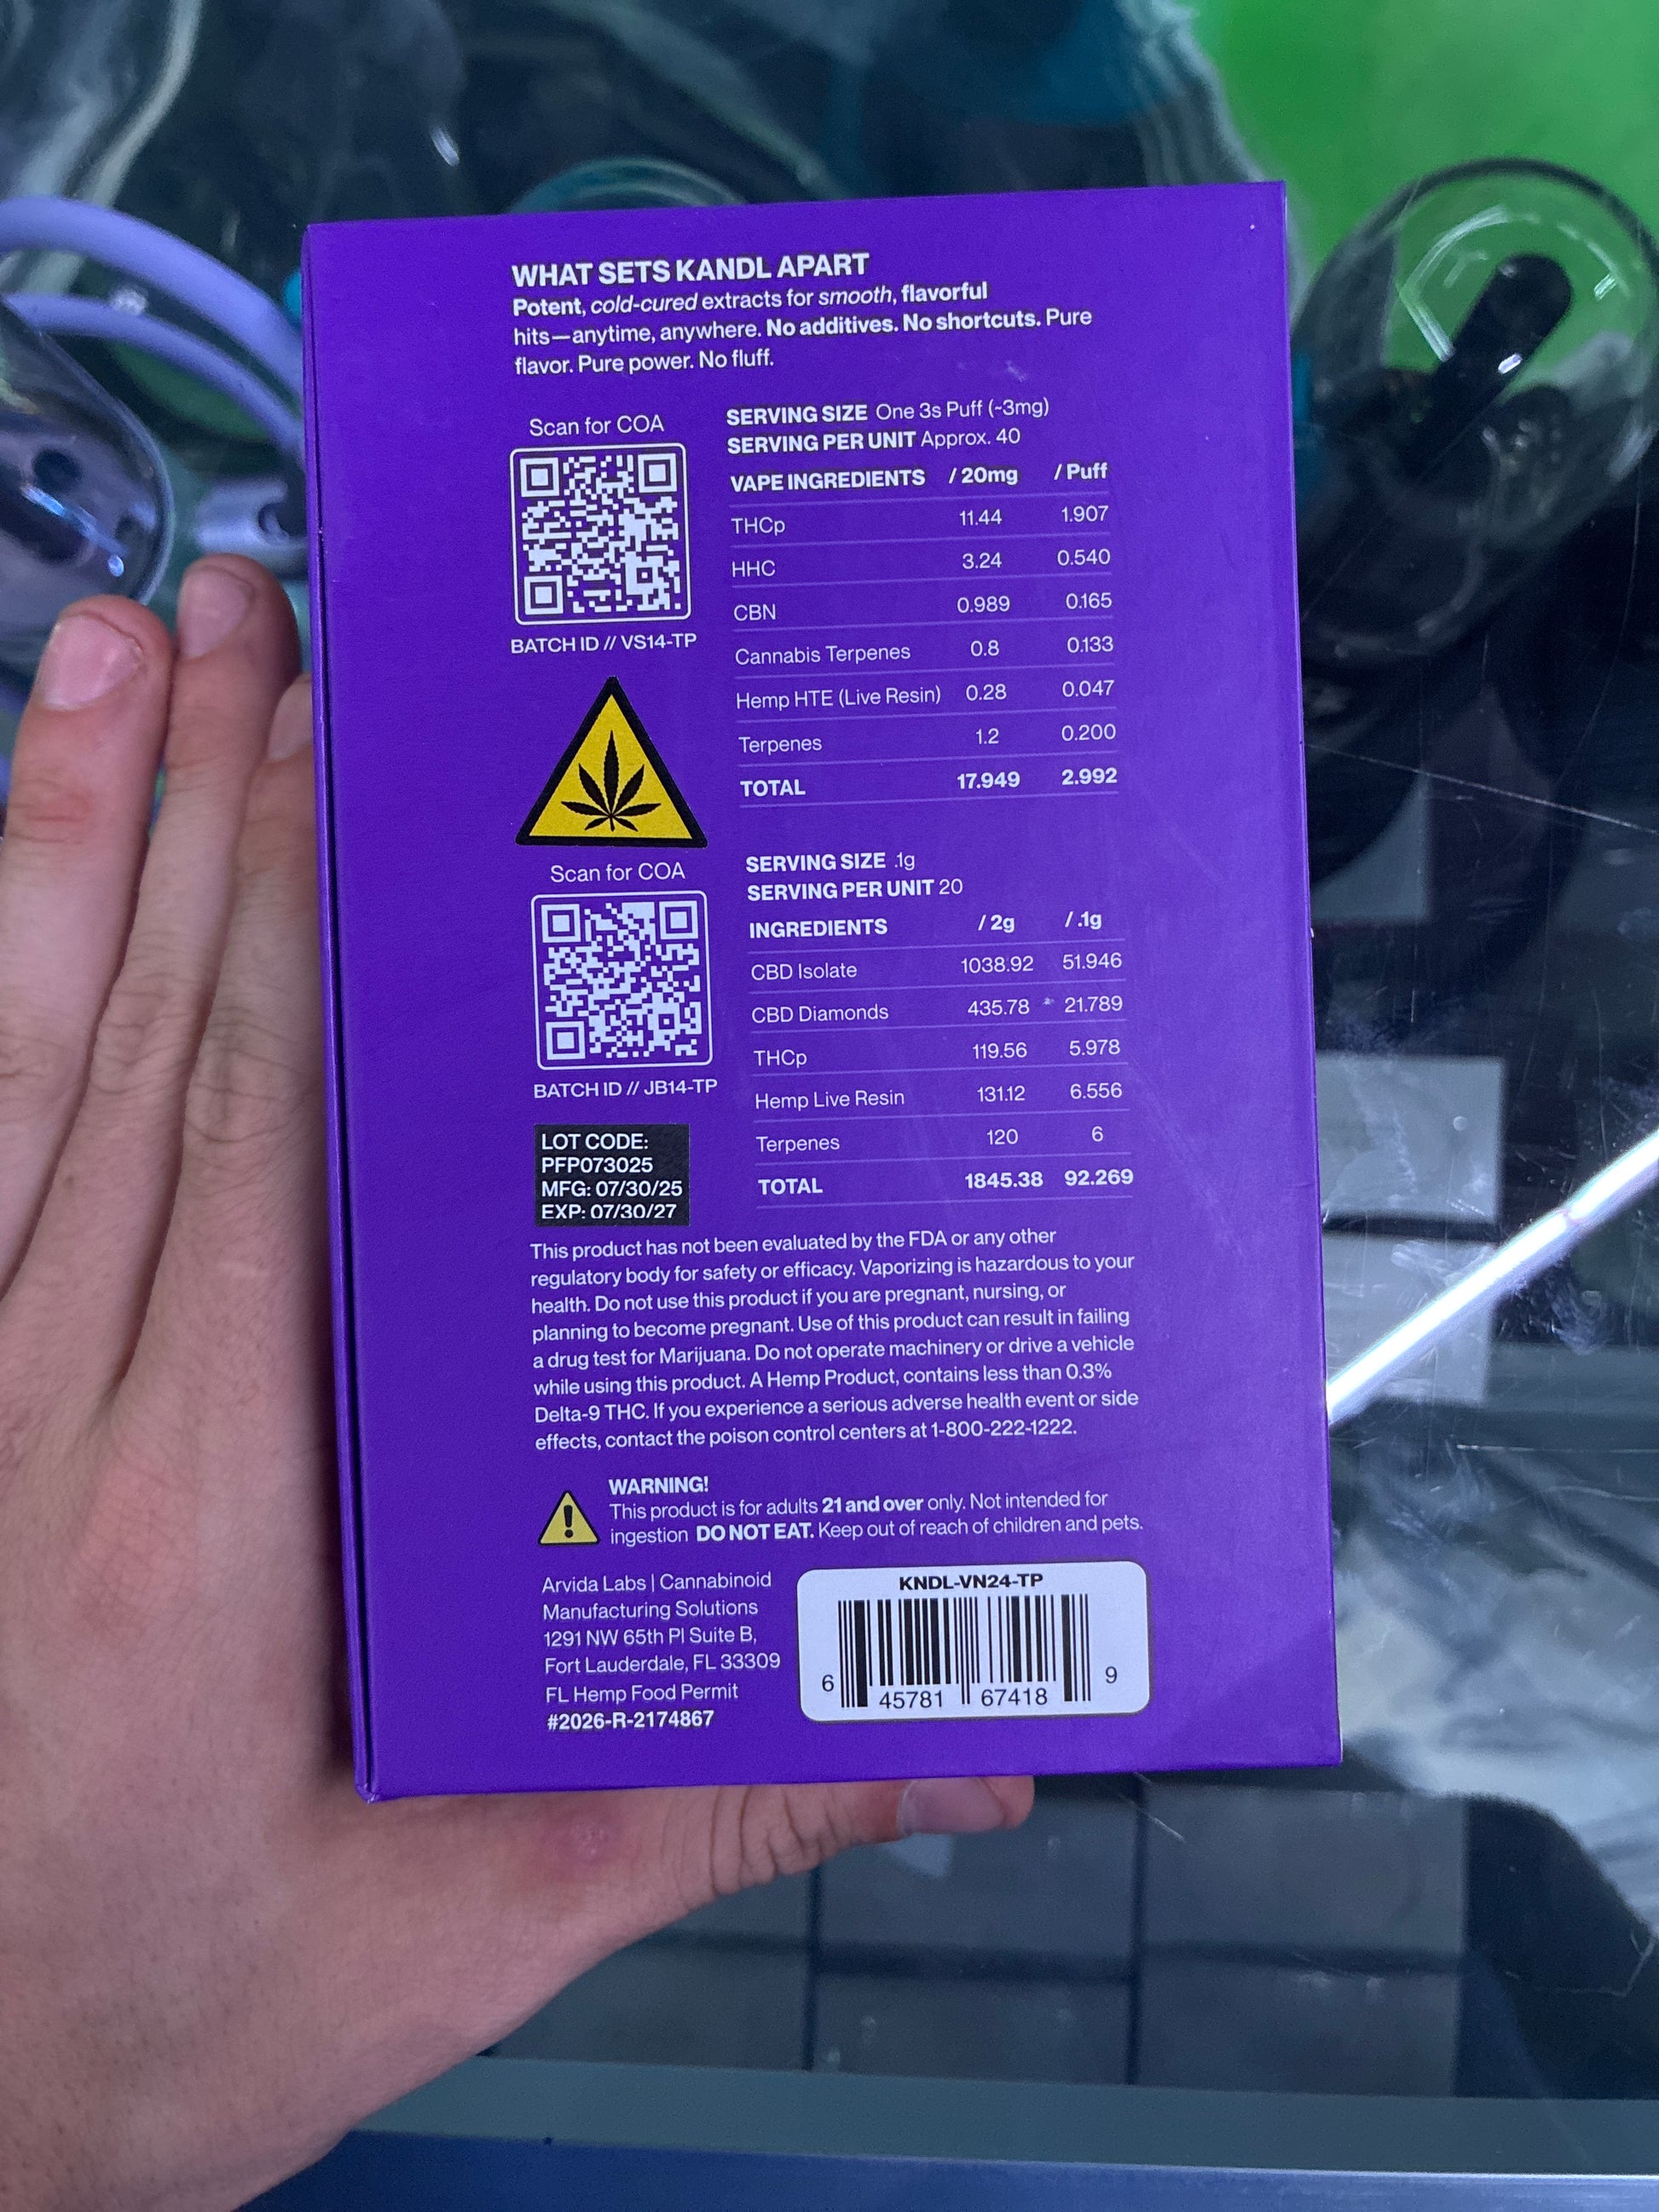 WHAT SETS KANDL APART
Potent, cold-cured extracts for smooth, flavorful
hits—anytime, anywhere. No additives. No shortcuts. Pure
flavor. Pure power. No fluff.
Scan for COA
BATCH ID // VS14-TP
SERVING SIZE One 3s Puff (~3mg)
SERVING PER UNIT Approx. 40
VAPE INGREDIENTS / 20mg / Puff
THCp 11.44 1.907
HHC 3.24 0.540
CBN 0.989 0.165
Cannabis Terpenes 0.8 0.133
Hemp HTE (Live Resin) 0.28 0.047
Terpenes 1.2 0.200
TOTAL 17.949 2.992
Scan for COA
BATCH ID // JB14-TP
SERVING SIZE .1g
SERVING PER UNIT 20
INGREDIENTS / 2g / .1g
CBD Isolate 1038.92 51.946
CBD Diamonds 435.78 21.789
THCp 119.56 5.978
Hemp Live Resin 131.12 6.556
Terpenes 120 6
TOTAL 1845.38 92.269
LOT CODE:
PFP073025
MFG: 07/30/25
EXP: 07/30/27
This product has not been evaluated by the FDA or any other
regulatory body for safety or efficacy. Vaporizing is hazardous to your
health. Do not use this product if you are pregnant, nursing, or
planning to become pregnant. Use of this product can result in failing
a drug test for Marijuana. Do not operate machinery or drive a vehicle
while using this product. A Hemp Product, contains less than 0.3%
Delta-9 THC. If you experience a serious adverse health event or side
effects, contact the poison control centers at 1-800-222-1222.
WARNING!
This product is for adults 21 and over only. Not intended for
ingestion DO NOT EAT. Keep out of reach of children and pets.
Arvida Labs | Cannabinoid
Manufacturing Solutions
1291 NW 65th Pl Suite B,
Fort Lauderdale, FL 33309
FL Hemp Food Permit
#2026-R-2174867
KNDL-VN24-TP
6 45781 67418 9